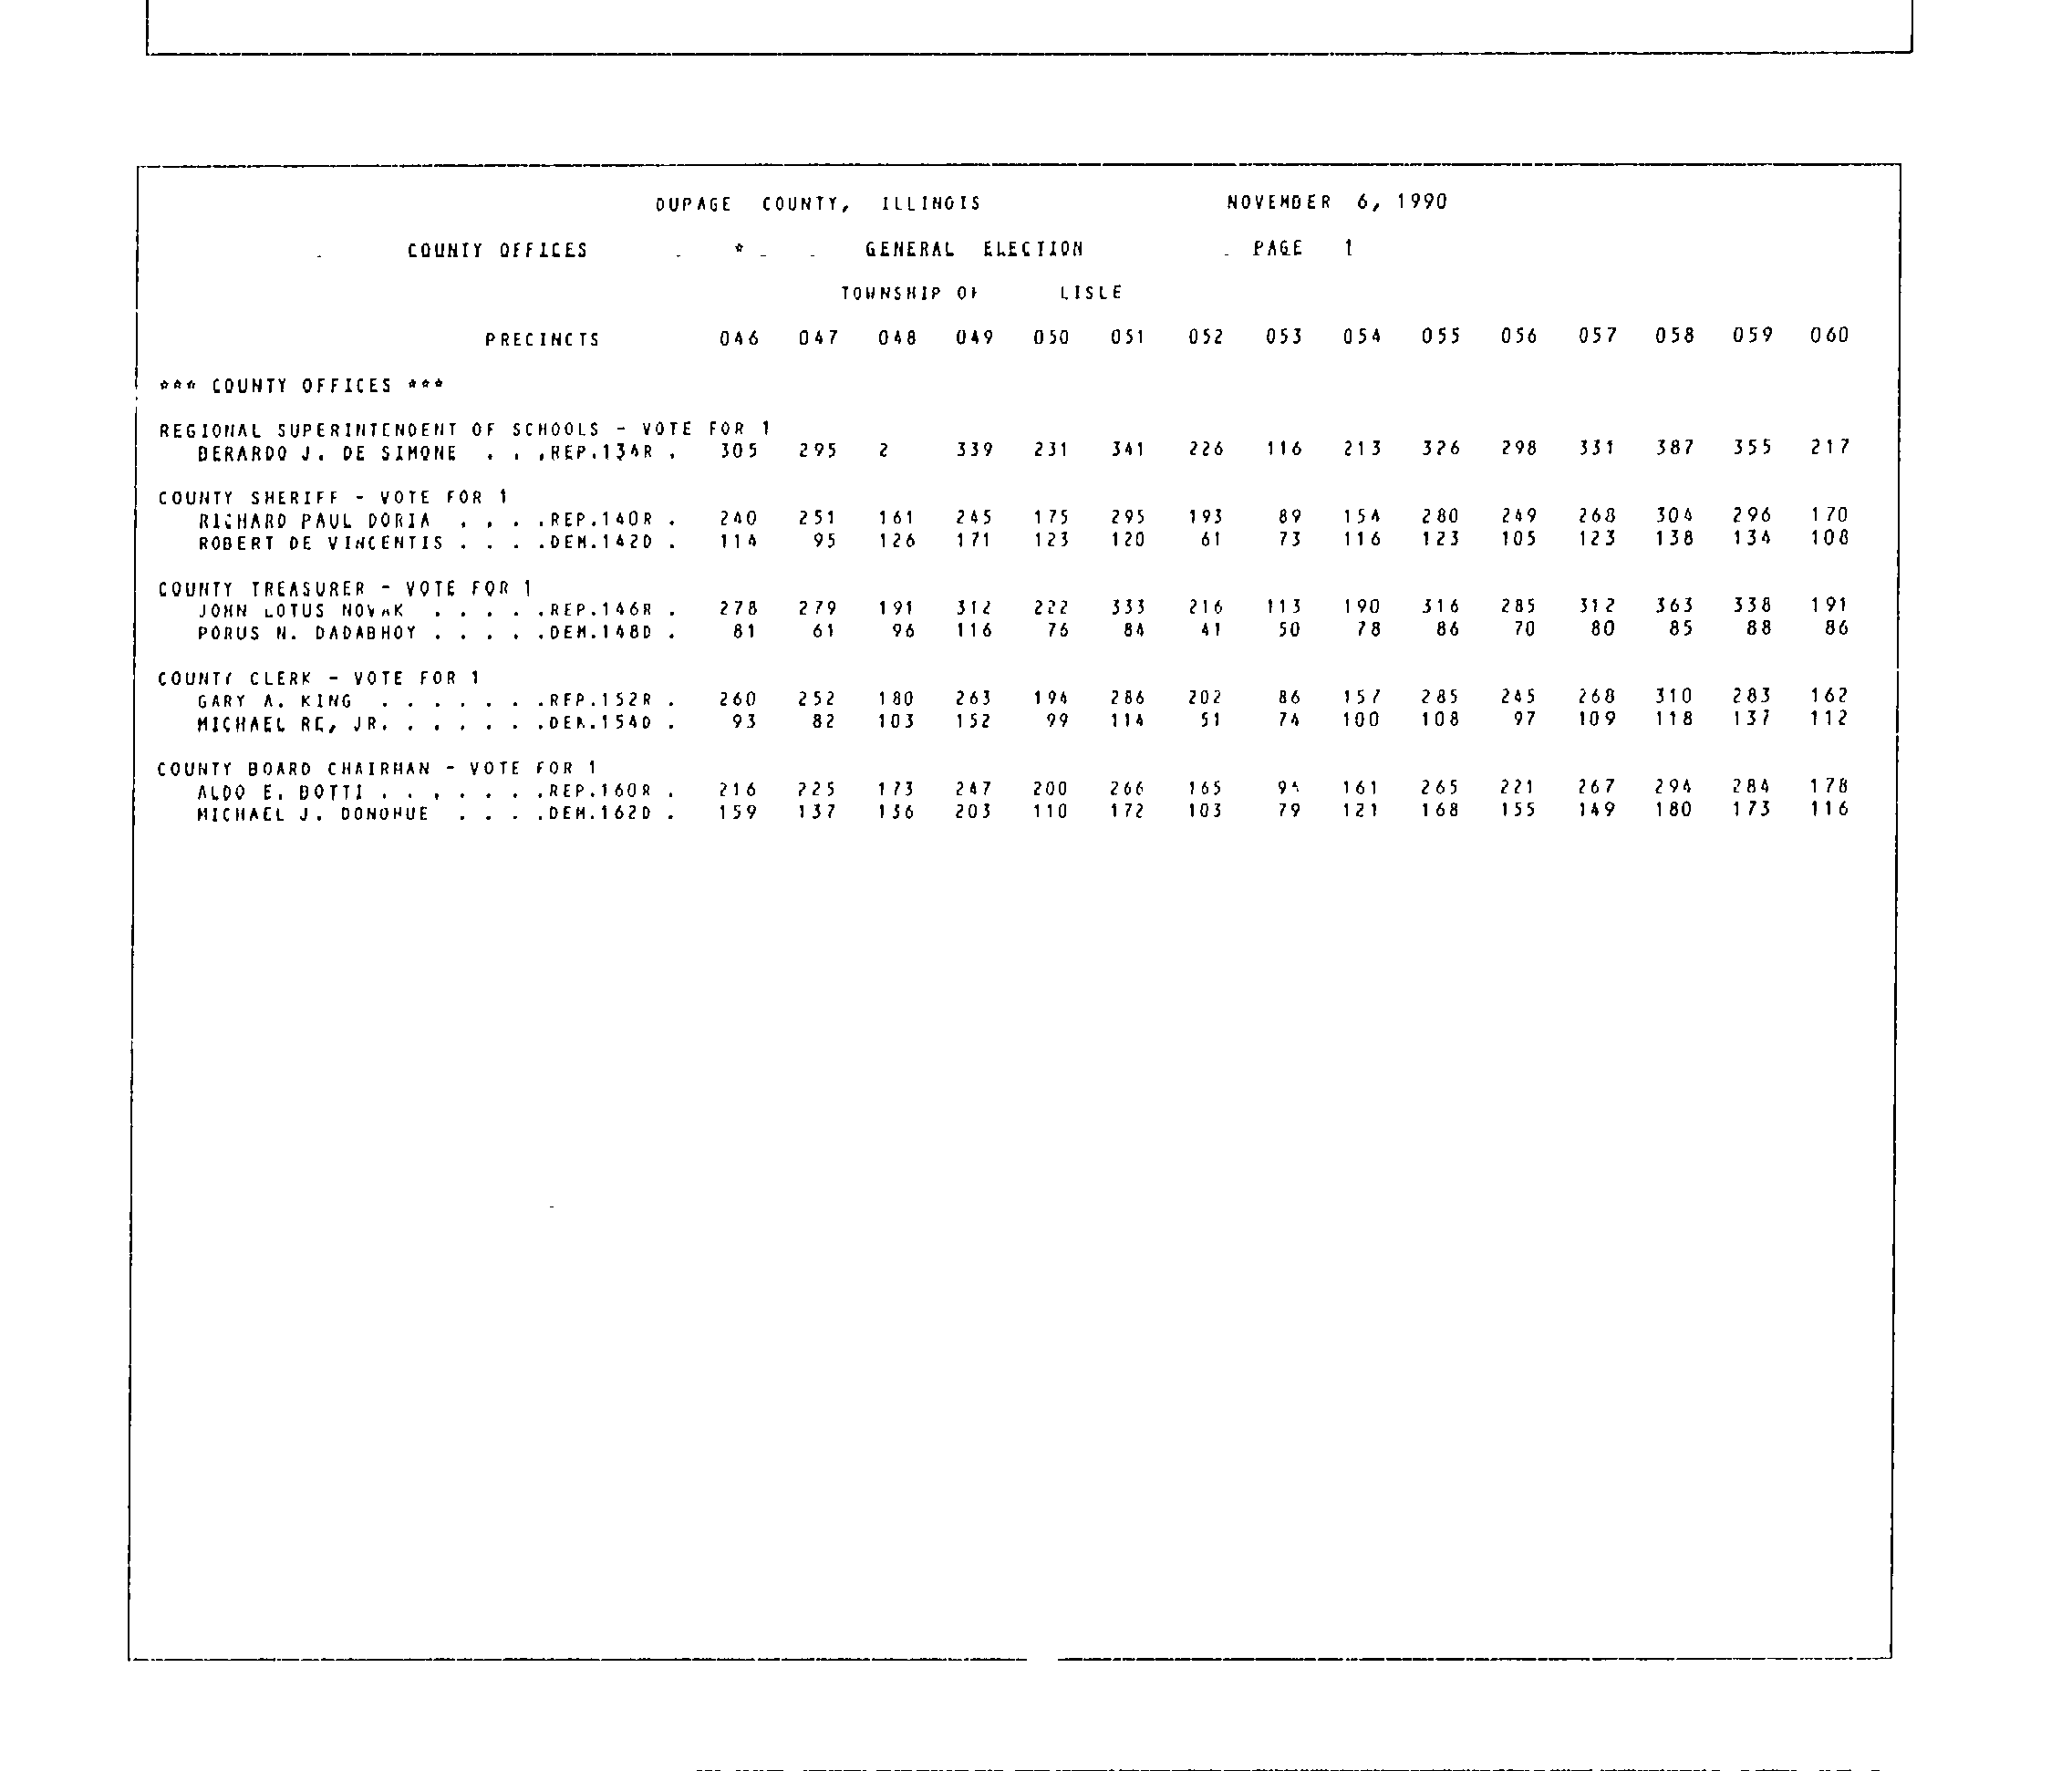 DUPAGE COUNTY, ILLINOIS NOVEMBER 6, 1990
COUNTY OFFICES * GENERAL ELECTION PAGE 1
TOWNSHIP OF LISLE
PRECINCTS 046 047 048 049 050 051 052 053 054 055 056 057 058 059 060
*** COUNTY OFFICES ***
REGIONAL SUPERINTENDENT OF SCHOOLS - VOTE FOR 1
BERARDO J. DE SIMONE . . .REP.134R . 305 295 2 339 231 341 226 116 213 326 298 331 387 355 217
COUNTY SHERIFF - VOTE FOR 1
RICHARD PAUL DORIA . . . .REP.140R . 240 251 161 245 175 295 193 89 154 280 249 268 304 296 170
ROBERT DE VINCENTIS . . . .DEM.142D . 114 95 126 171 123 120 61 73 116 123 105 123 138 134 108
COUNTY TREASURER - VOTE FOR 1
JOHN LOTUS NOVAK . . . . .REP.146R . 278 279 191 312 222 333 216 113 190 316 285 312 363 338 191
PORUS N. DADABHOY . . . . .DEM.148D . 81 61 96 116 76 84 41 50 78 86 70 80 85 88 86
COUNTY CLERK - VOTE FOR 1
GARY A. KING . . . . . . .REP.152R . 260 252 180 263 194 286 202 86 157 285 245 268 310 283 162
MICHAEL JR. . . . . . .DEM.154D . 93 82 103 152 99 114 51 74 100 108 97 109 118 137 112
COUNTY BOARD CHAIRMAN - VOTE FOR 1
ALDO E. BOTTI . . . . . . .REP.160R . 216 225 173 247 200 266 165 161 265 221 267 294 284 178
MICHAEL J. DONOHUE . . . .DEM.162D . 159 137 136 203 110 172 103 79 121 168 155 149 180 173 116